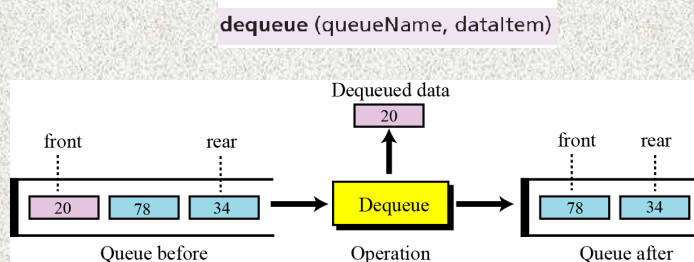 dequeue (queueName, dataItem)
Dequeued data
20
front rear
front rear
20 78 34
Dequeue
78 34
Queue before
Operation
Queue after